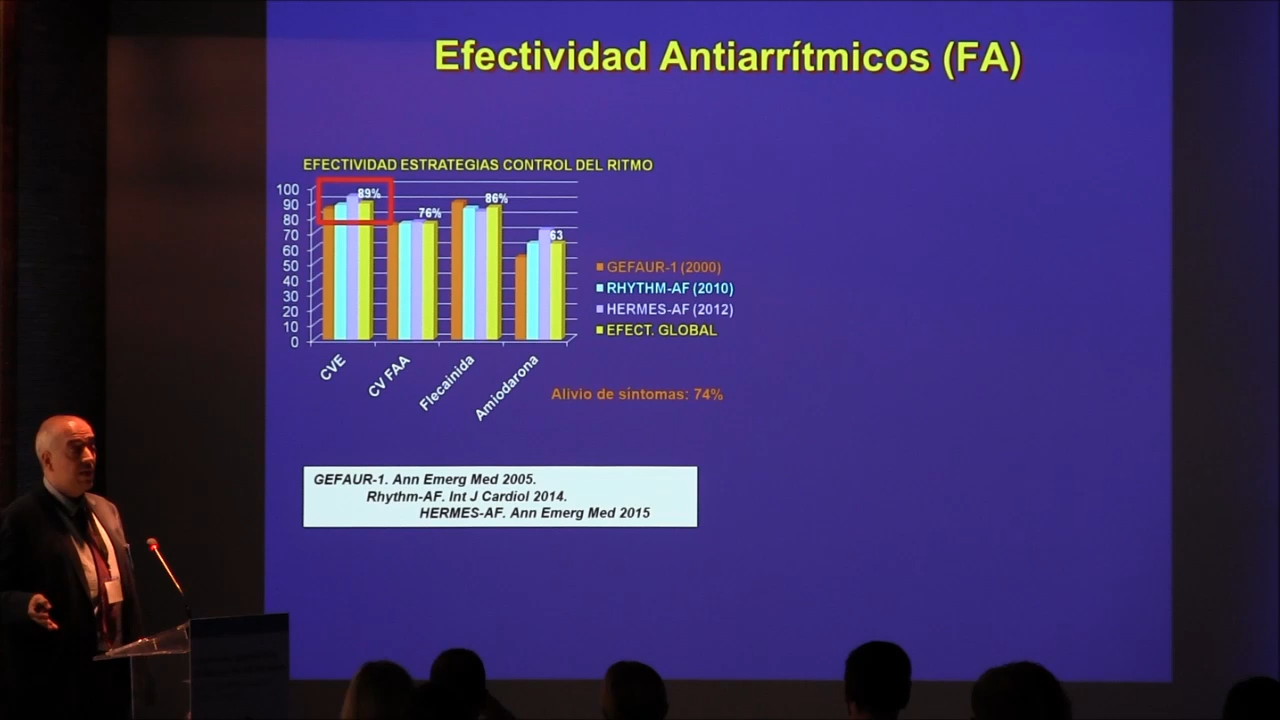 Efectividad Antiarrítmicos (FA)
EFECTIVIDAD ESTRATEGIAS CONTROL DEL RITMO
100
90
80
70
60
50
40
30
20
10
0
89%
76%
86%
63
CVE
CV FAA
Flecainida
Amiodarona
GEFAUR-1 (2000)
RHYTHM-AF (2010)
HERMES-AF (2012)
EFECT. GLOBAL
Alivio de síntomas: 74%
GEFAUR-1. Ann Emerg Med 2005.
Rhythm-AF. Int J Cardiol 2014.
HERMES-AF. Ann Emerg Med 2015